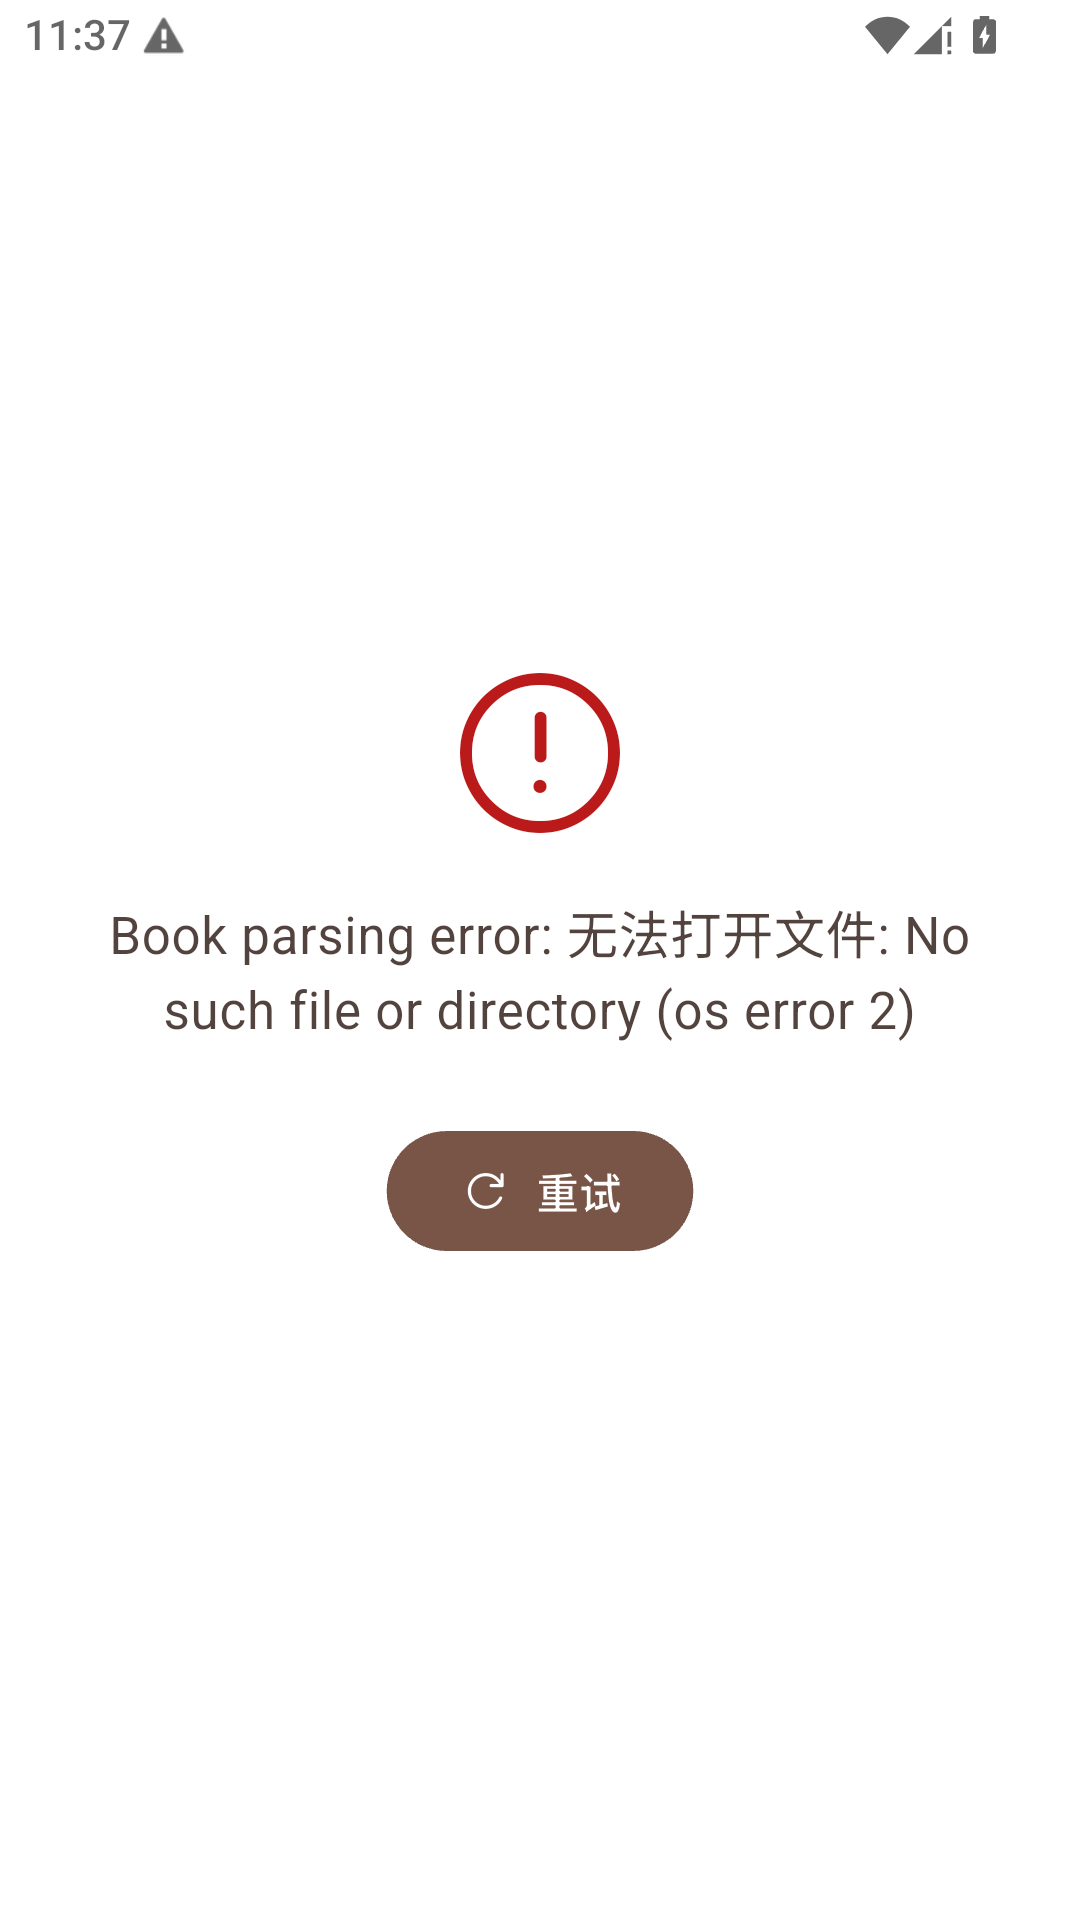 11:37
Book parsing error: 无法打开文件: No
such file or directory (os error 2)
重试